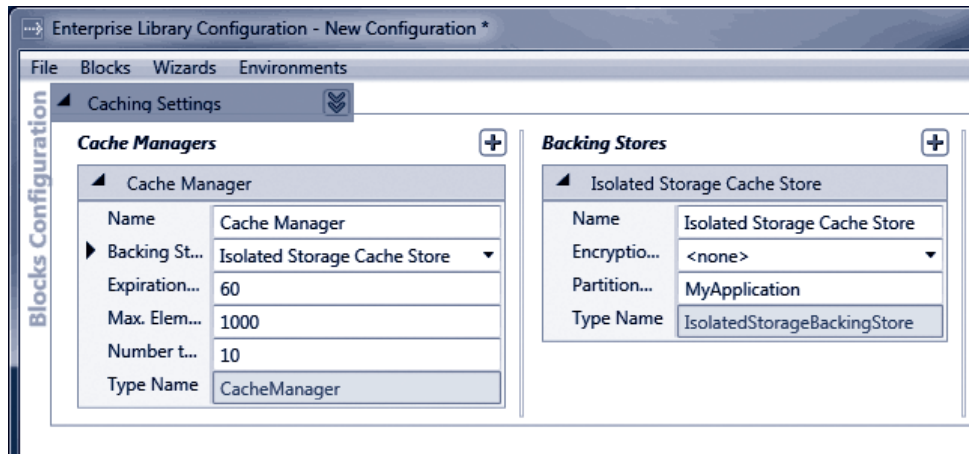 Enterprise Library Configuration - New Configuration *
File Blocks Wizards Environments
Blocks Configuration
Caching Settings
Cache Managers
Cache Manager
Name Cache Manager
Backing St... Isolated Storage Cache Store
Expiration... 60
Max. Elem... 1000
Number t... 10
Type Name CacheManager
Backing Stores
Isolated Storage Cache Store
Name Isolated Storage Cache Store
Encryptio... <none>
Partition... MyApplication
Type Name IsolatedStorageBackingStore